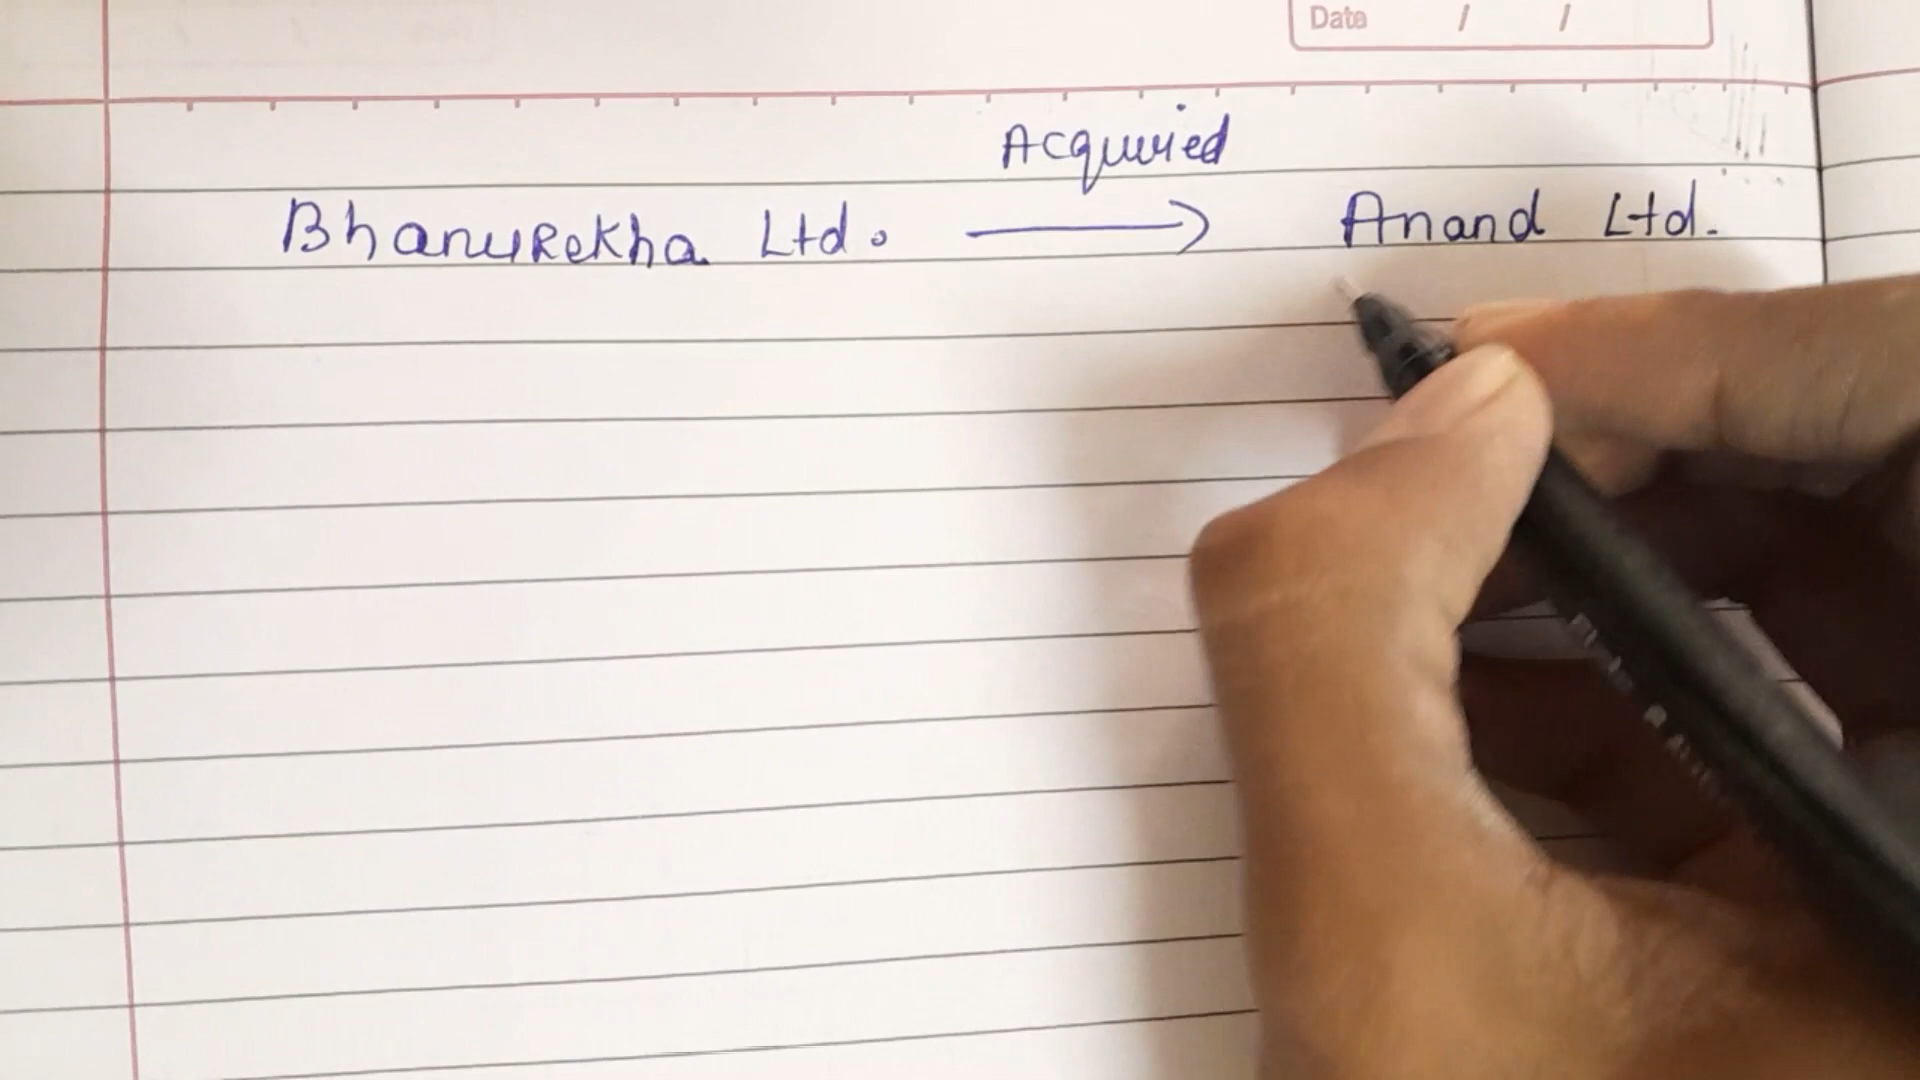 Date / /
Acquried
Bhanurekha Ltd. → Anand Ltd.